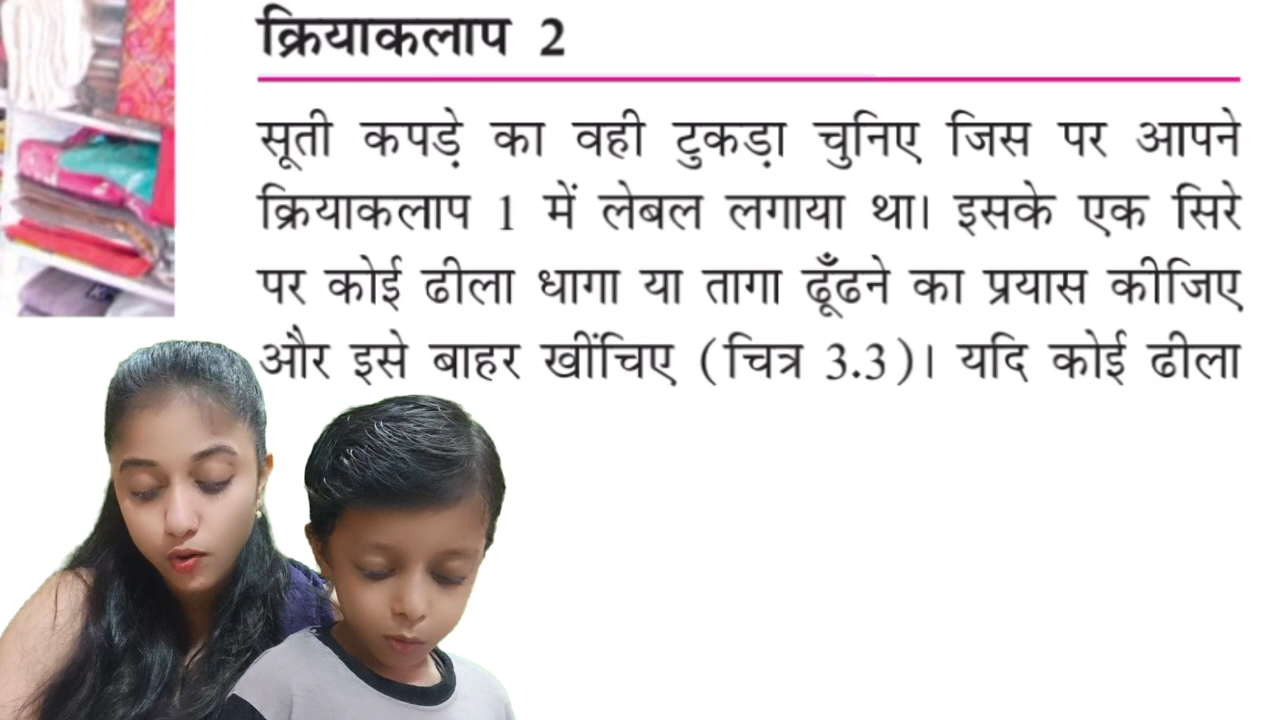 क्रियाकलाप 2
सूती कपड़े का वही टुकड़ा चुनिए जिस पर आपने
क्रियाकलाप 1 में लेबल लगाया था। इसके एक सिरे
पर कोई ढीला धागा या तागा ढूँढने का प्रयास कीजिए
और इसे बाहर खींचिए (चित्र 3.3)। यदि कोई ढीला